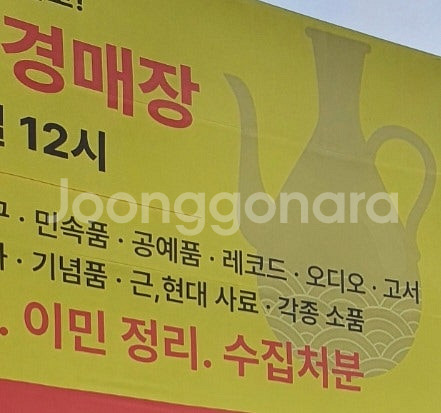 경매장
12시
Joonggonara
· 민속품 · 공예품 · 레코드 · 오디오 · 고서
· 기념품 · 근,현대 사료 · 각종 소품
. 이민 정리. 수집처분